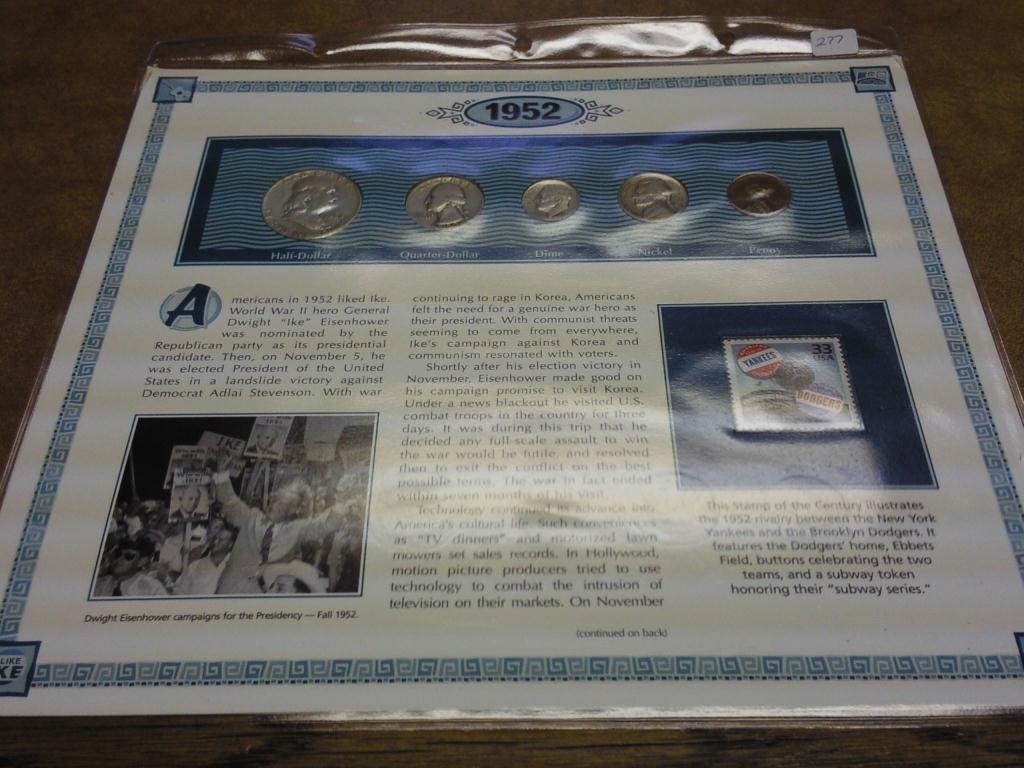 277
1952
Half-Dollar
Quarter-Dollar
Dime
Nickel
Penny
Americans in 1952 liked Ike.
World War II hero General
Dwight "Ike" Eisenhower
was nominated by the
Republican party as its presidential
candidate. Then, on November 5, he
was elected President of the United
States in a landslide victory against
Democrat Adlai Stevenson. With war
continuing to rage in Korea, Americans
felt the need for a genuine war hero as
their president. With communist threats
seeming to come from everywhere,
Ike's campaign against Korea and
communism resonated with voters.
Shortly after his election victory in
November, Eisenhower made good on
his campaign promise to visit Korea.
Under a news blackout he visited U.S.
combat troops in the country for three
days. It was during this trip that he
decided any full-scale assault to win
the war would be futile, and resolved
then to exit the conflict on the best
possible terms. The war in fact ended
within seven months of his visit.
Technology continued its advance into
America's cultural life. Such conveniences
as "TV dinners" and motorized lawn
mowers set sales records. In Hollywood,
motion picture producers tried to use
technology to combat the intrusion of
television on their markets. On November
(continued on back)
IKE
Dwight Eisenhower campaigns for the Presidency — Fall 1952.
33
USA
YANKEES
DODGERS
This Stamp of the Century illustrates
the 1952 rivalry between the New York
Yankees and the Brooklyn Dodgers. It
features the Dodgers' home, Ebbets
Field, buttons celebrating the two
teams, and a subway token
honoring their "subway series."
LIKE
KE